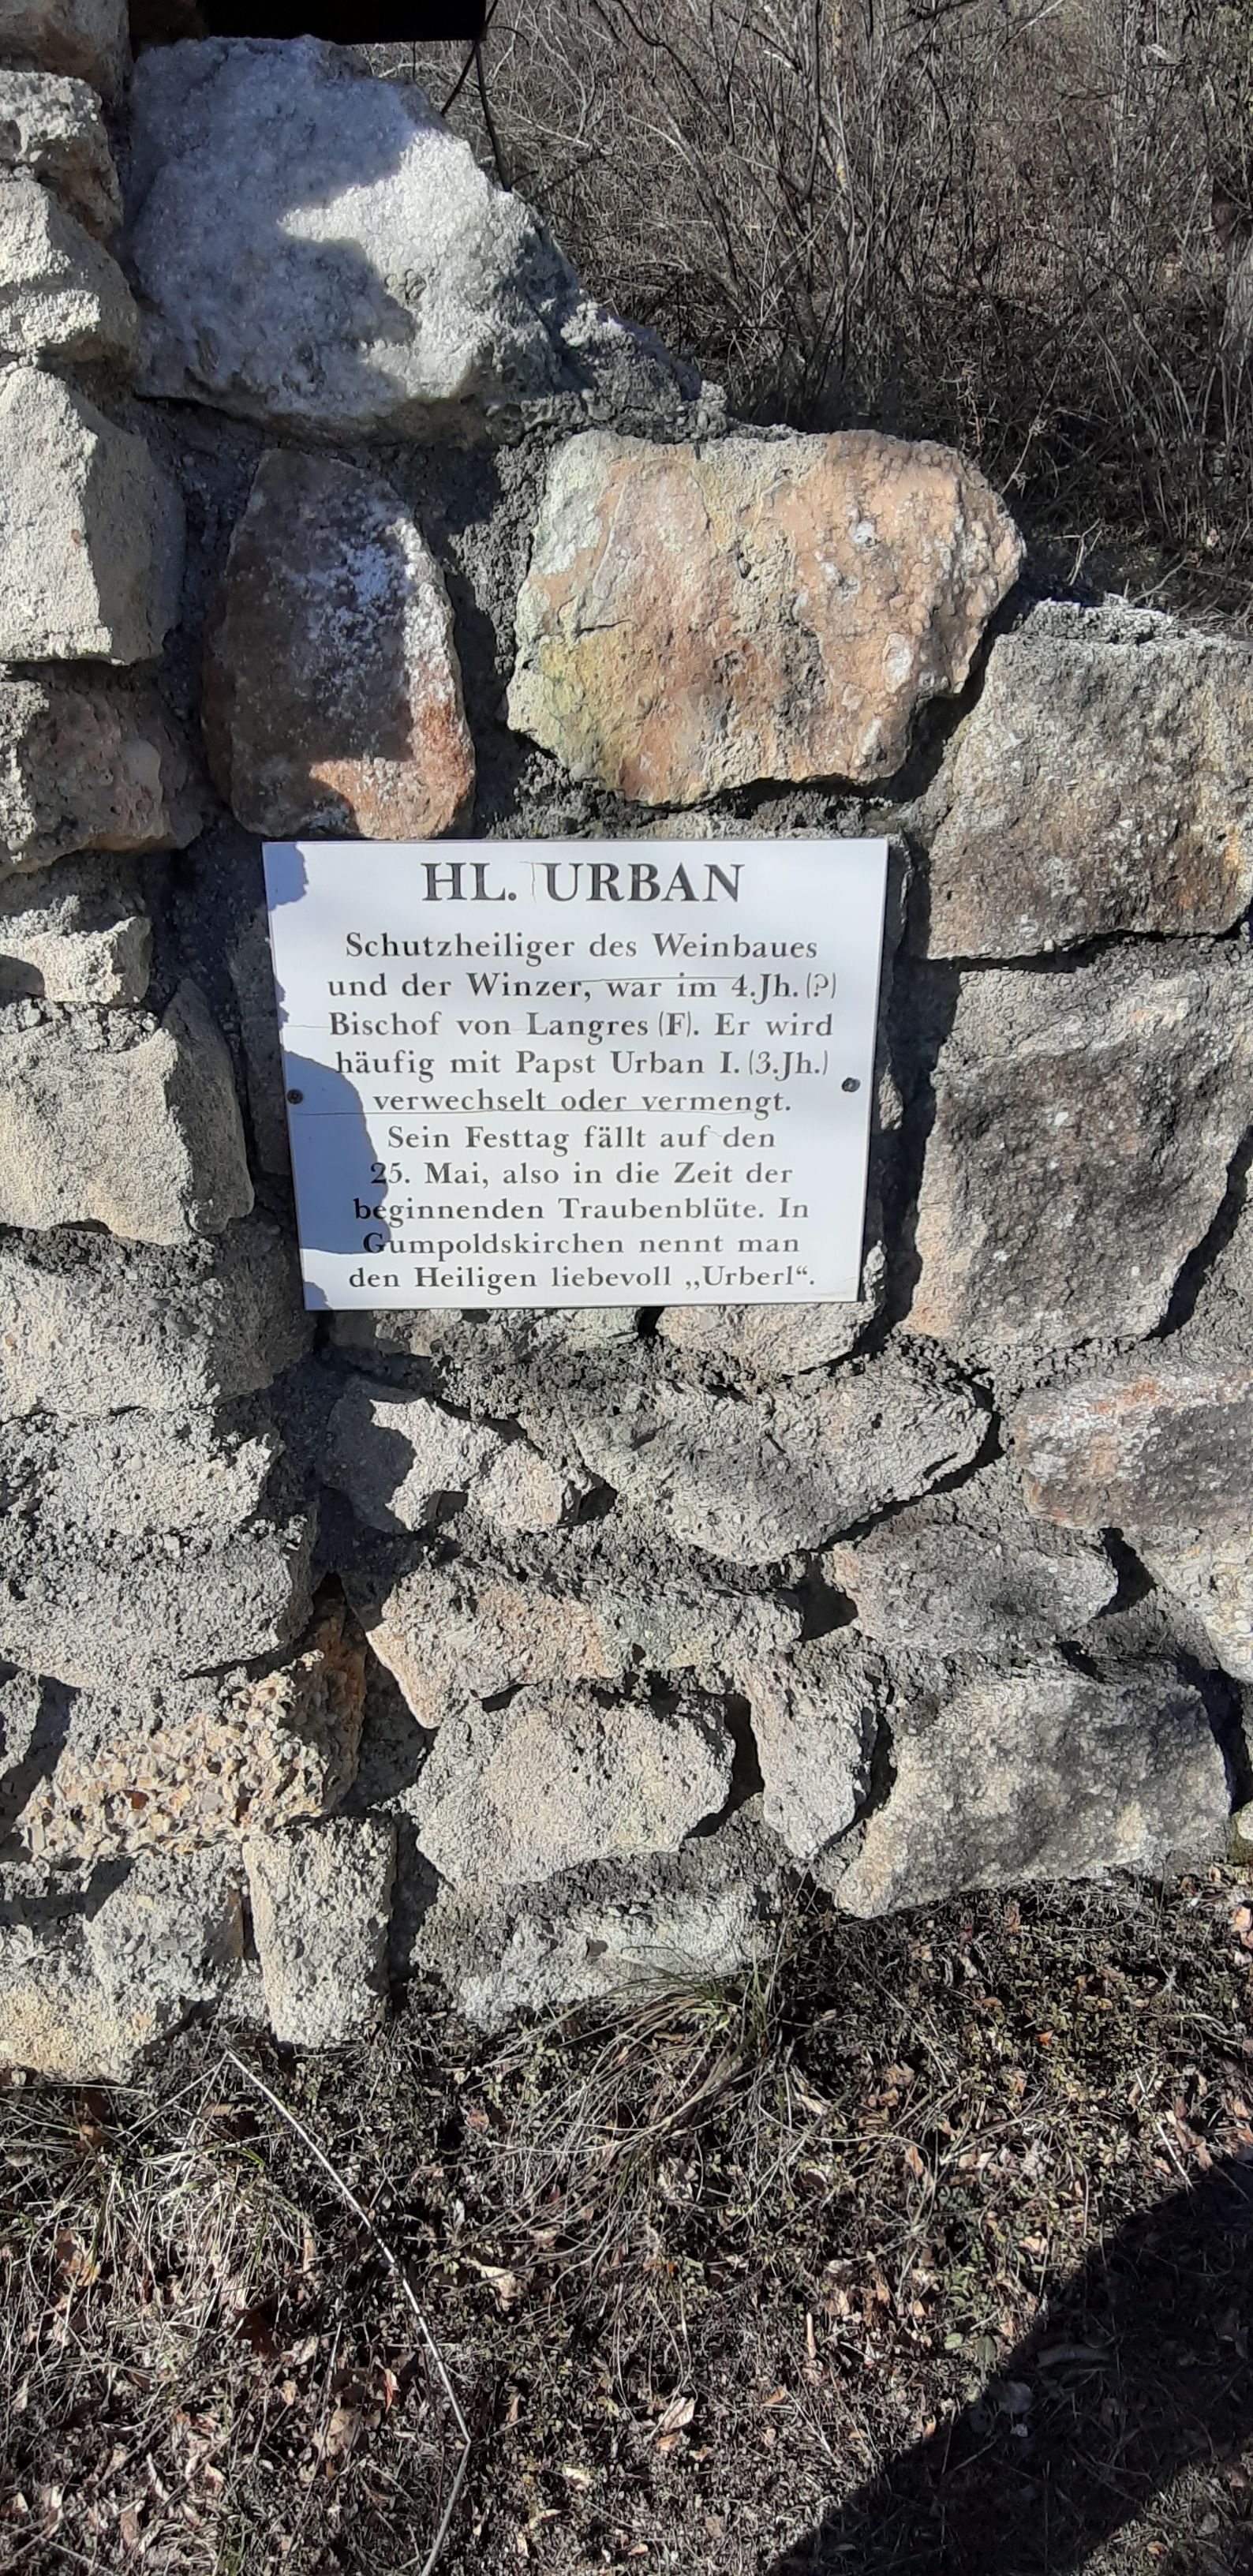 HL. URBAN
Schutzheiliger des Weinbaues
und der Winzer, war im 4.Jh. (?)
Bischof von Langres (F). Er wird
häufig mit Papst Urban I. (3.Jh.)
verwechselt oder vermengt.
Sein Festtag fällt auf den
25. Mai, also in die Zeit der
beginnenden Traubenblüte. In
Gumpoldskirchen nennt man
den Heiligen liebevoll „Urberl“.